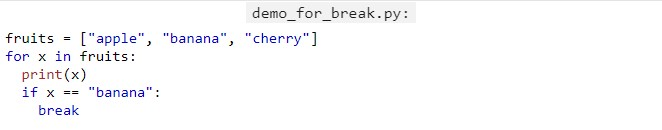 demo_for_break.py:
fruits = ["apple", "banana", "cherry"]
for x in fruits:
  print(x)
  if x == "banana":
    break